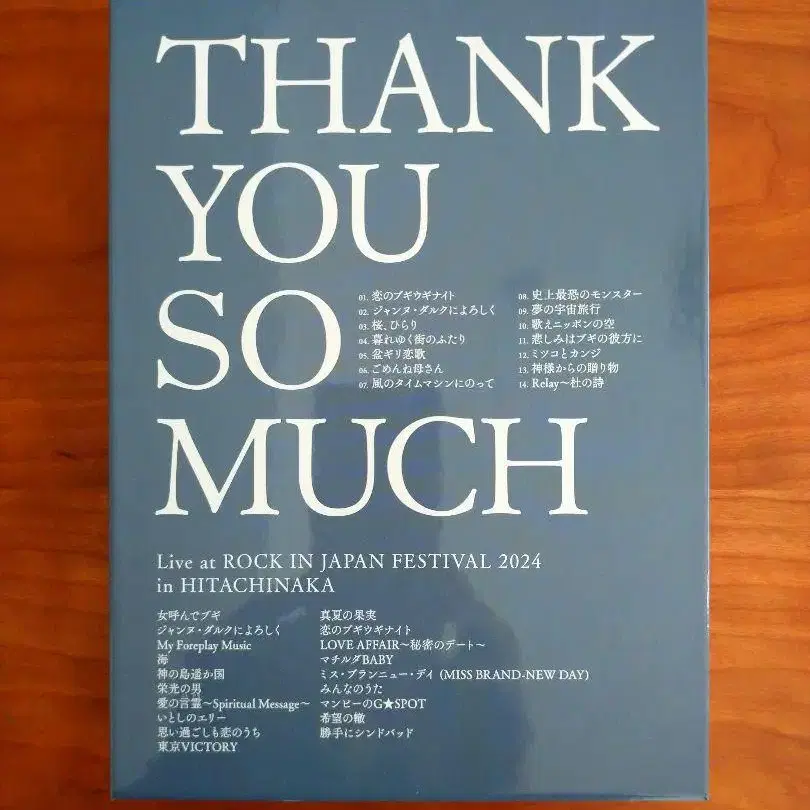 THANK
YOU
SO
01. 恋のブギウギナイト
02. ジャンヌ・ダルクによろしく
03. 桜、ひらり
04. 暮れゆく街のふたり
05. 盆ギリ恋歌
06. ごめんね母さん
07. 風のタイムマシンにのって
08. 史上最恐のモンスター
09. 夢の宇宙旅行
10. 歌えニッポンの空
11. 悲しみはブギの彼方に
12. ミツコとカンジ
13. 神様からの贈り物
14. Relay〜杜の詩
MUCH
Live at ROCK IN JAPAN FESTIVAL 2024
in HITACHINAKA
女呼んでブギ
ジャンヌ・ダルクによろしく
My Foreplay Music
海
神の島遥か国
栄光の男
愛の言霊〜Spiritual Message〜
いとしのエリー
思い過ごしも恋のうち
東京VICTORY
真夏の果実
恋のブギウギナイト
LOVE AFFAIR〜秘密のデート〜
マチルダBABY
ミス・ブランニュー・デイ (MISS BRAND-NEW DAY)
みんなのうた
マンピーのG★SPOT
希望の轍
勝手にシンドバッド